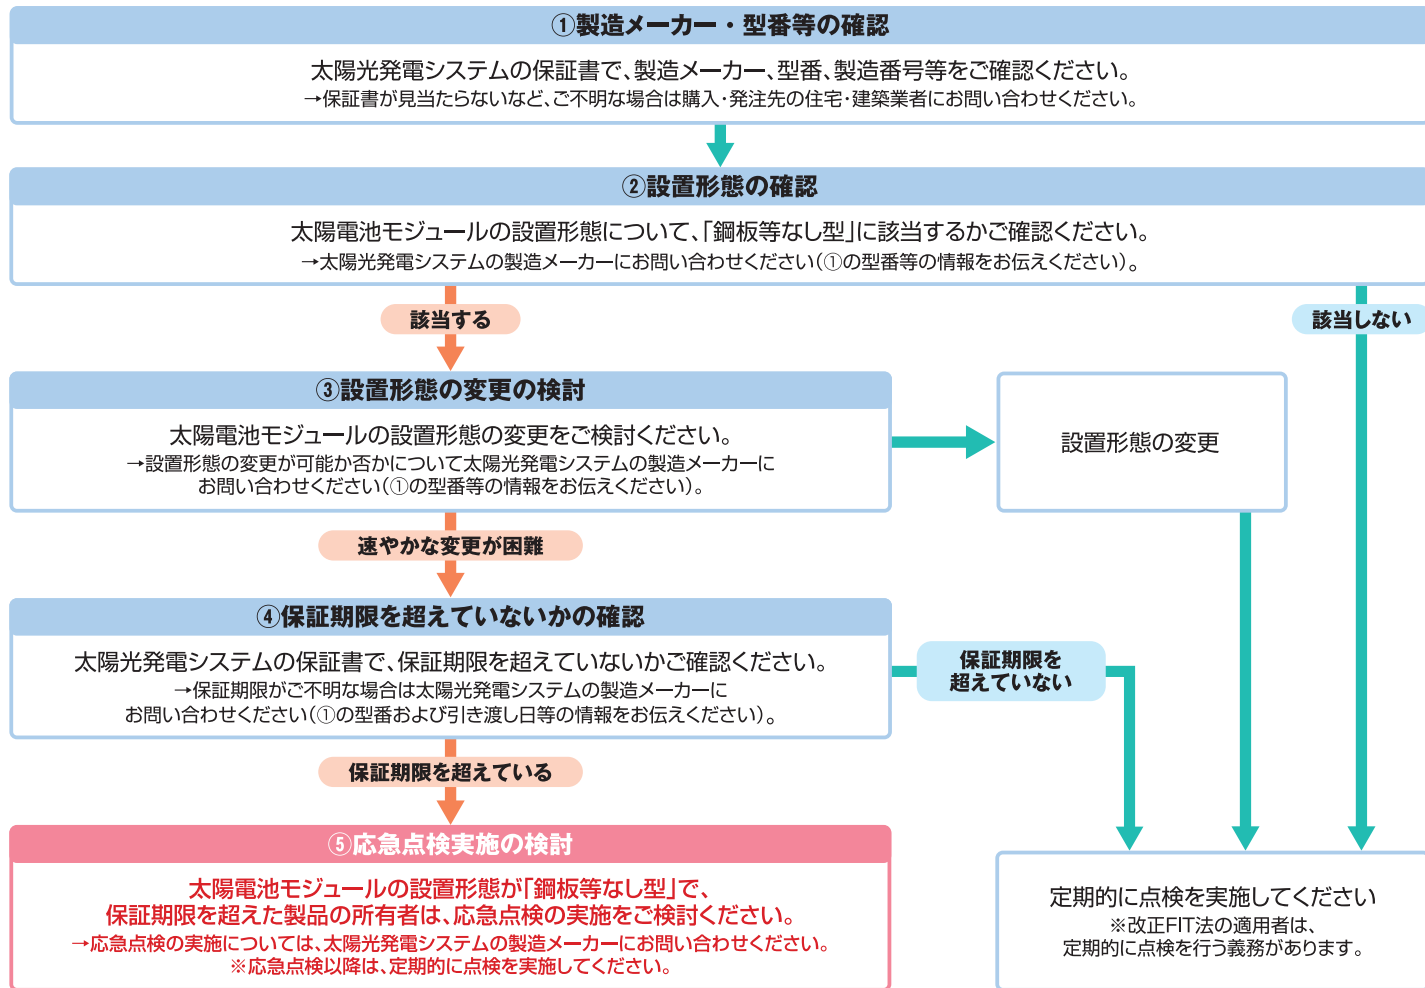 ①製造メーカー・型番等の確認
太陽光発電システムの保証書で、製造メーカー、型番、製造番号等をご確認ください。
→保証書が見当たらないなど、ご不明な場合は購入・発注先の住宅・建築業者にお問い合わせください。
②設置形態の確認
太陽電池モジュールの設置形態について、「鋼板等なし型」に該当するかご確認ください。
→太陽光発電システムの製造メーカーにお問い合わせください（①の型番等の情報をお伝えください）。
該当する
該当しない
③設置形態の変更の検討
太陽電池モジュールの設置形態の変更をご検討ください。
→設置形態の変更が可能か否かについて太陽光発電システムの製造メーカーに
お問い合わせください（①の型番等の情報をお伝えください）。
設置形態の変更
速やかな変更が困難
④保証期限を超えていないかの確認
太陽光発電システムの保証書で、保証期限を超えていないかご確認ください。
→保証期限がご不明な場合は太陽光発電システムの製造メーカーに
お問い合わせください（①の型番および引き渡し日等の情報をお伝えください）。
保証期限を
超えていない
保証期限を超えている
⑤応急点検実施の検討
太陽電池モジュールの設置形態が「鋼板等なし型」で、
保証期限を超えた製品の所有者は、応急点検の実施をご検討ください。
→応急点検の実施については、太陽光発電システムの製造メーカーにお問い合わせください。
※応急点検以降は、定期的に点検を実施してください。
定期的に点検を実施してください
※改正FIT法の適用者は、
定期的に点検を行う義務があります。